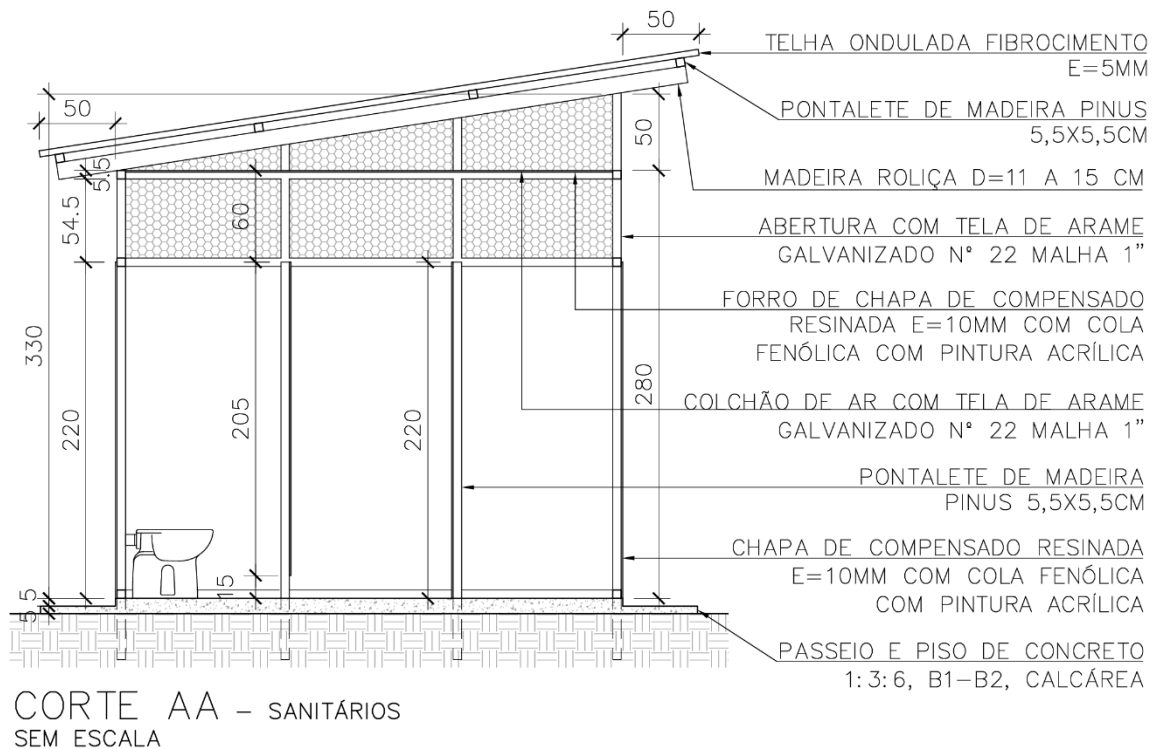 50
TELHA ONDULADA FIBROCIMENTO
E=5MM
50
PONTALETE DE MADEIRA PINUS
5,5X5,5CM
50
5.5
MADEIRA ROLIÇA D=11 A 15 CM
54.5
60
ABERTURA COM TELA DE ARAME
GALVANIZADO Nº 22 MALHA 1"
FORRO DE CHAPA DE COMPENSADO
RESINADA E=10MM COM COLA
FENÓLICA COM PINTURA ACRÍLICA
330
280
COLCHÃO DE AR COM TELA DE ARAME
GALVANIZADO Nº 22 MALHA 1"
220
205
220
PONTALETE DE MADEIRA
PINUS 5,5X5,5CM
CHAPA DE COMPENSADO RESINADA
E=10MM COM COLA FENÓLICA
COM PINTURA ACRÍLICA
15
5
5
PASSEIO E PISO DE CONCRETO
1:3:6, B1-B2, CALCÁREA
CORTE AA - SANITÁRIOS
SEM ESCALA